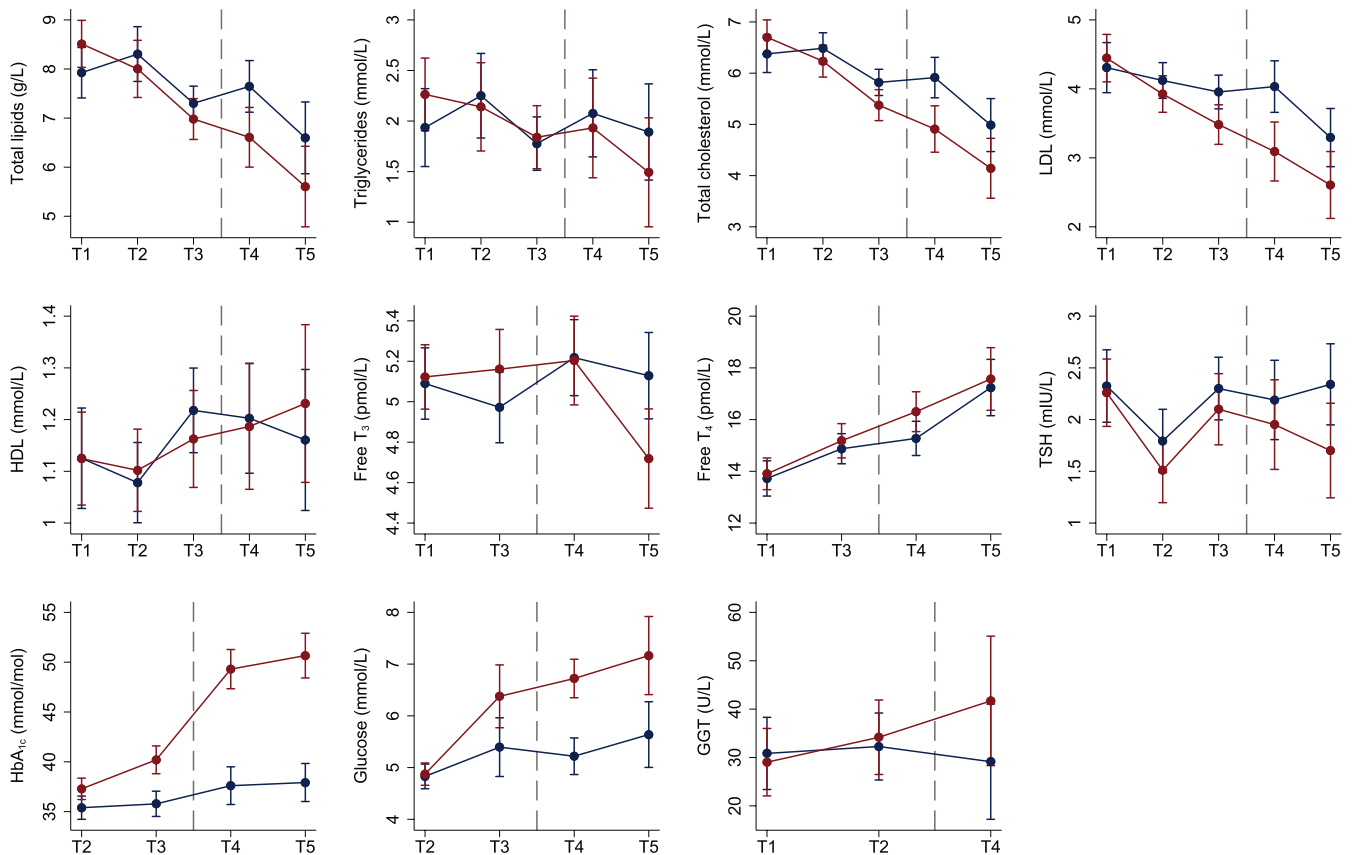 Total lipids (g/L)
9
8
7
6
5
T1 T2 T3 T4 T5
Triglycerides (mmol/L)
3
2.5
2
1.5
1
T1 T2 T3 T4 T5
Total cholesterol (mmol/L)
7
6
5
4
3
T1 T2 T3 T4 T5
LDL (mmol/L)
5
4
3
2
T1 T2 T3 T4 T5
HDL (mmol/L)
1.4
1.3
1.2
1.1
1
T1 T2 T3 T4 T5
Free T₃ (pmol/L)
5.4
5.2
5
4.8
4.6
4.4
T1 T3 T4 T5
Free T₄ (pmol/L)
20
18
16
14
12
T1 T3 T4 T5
TSH (mIU/L)
3
2.5
2
1.5
1
T1 T2 T3 T4 T5
HbA₁c (mmol/mol)
55
50
45
40
35
T2 T3 T4 T5
Glucose (mmol/L)
8
7
6
5
4
T2 T3 T4 T5
GGT (U/L)
60
50
40
30
20
T1 T2 T4